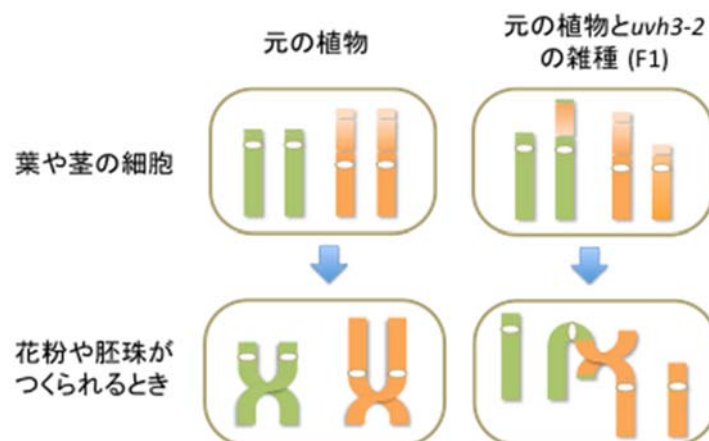 元の植物
元の植物とuvh3-2
の雑種 (F1)
葉や茎の細胞
花粉や胚珠が
つくられるとき